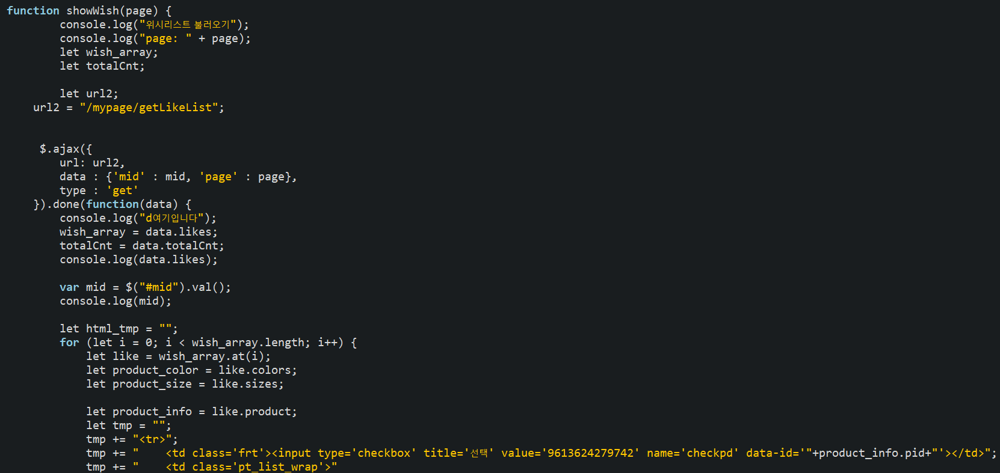 function showWish(page) {
console.log("위시리스트 불러오기");
console.log("page: " + page);
let wish_array;
let totalCnt;
let url2;
url2 = "/mypage/getLikeList";
$.ajax({
url: url2,
data : {'mid' : mid, 'page' : page},
type : 'get'
}).done(function(data) {
console.log("d여기입니다");
wish_array = data.likes;
totalCnt = data.totalCnt;
console.log(data.likes);
var mid = $("#mid").val();
console.log(mid);
let html_tmp = "";
for (let i = 0; i < wish_array.length; i++) {
let like = wish_array.at(i);
let product_color = like.colors;
let product_size = like.sizes;
let product_info = like.product;
let tmp = "";
tmp += "<tr>";
tmp += "    <td class='frt'><input type='checkbox' title='선택' value='9613624279742' name='checkpd' data-id='"+product_info.pid+"'></td>";
tmp += "    <td class='pt_list_wrap'>"